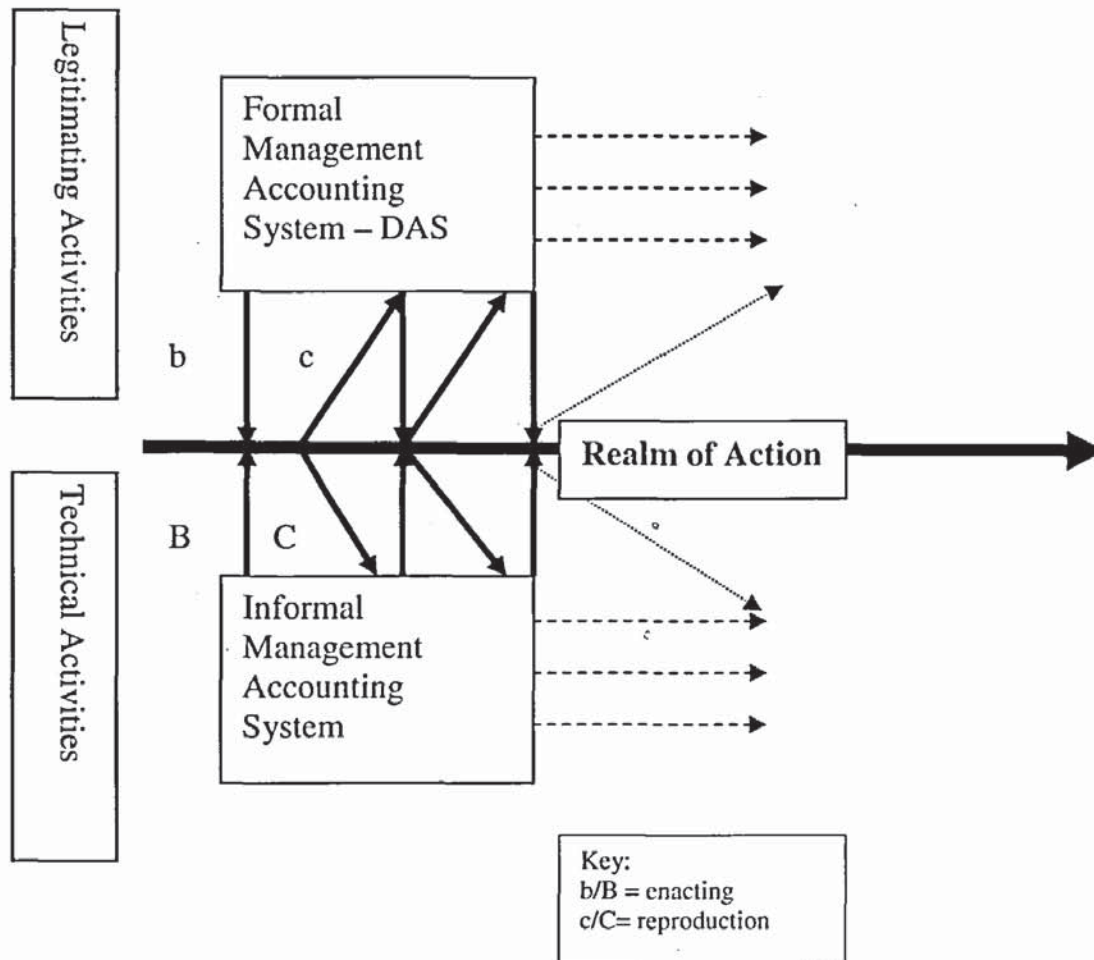 Legitimating Activities
Formal
Management
Accounting
System – DAS
b
c
Realm of Action
B
C
Technical Activities
Informal
Management
Accounting
System
Key:
b/B = enacting
c/C= reproduction